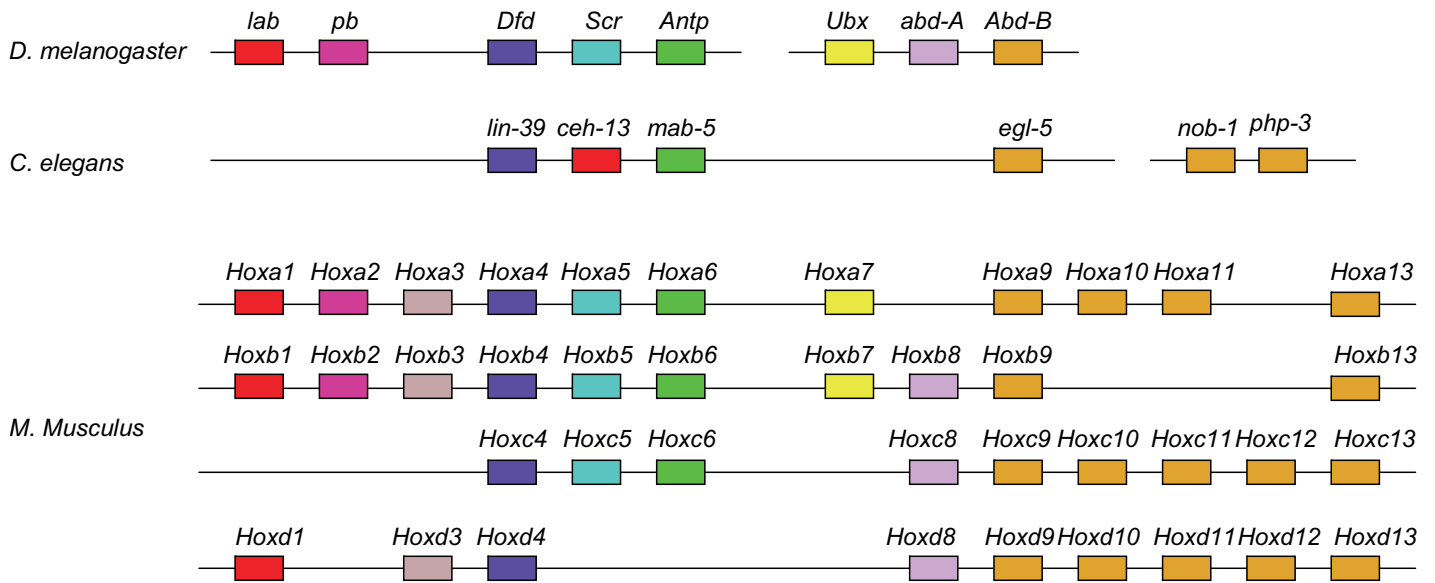 lab pb Dfd Scr Antp Ubx abd-A Abd-B
D. melanogaster
lin-39 ceh-13 mab-5 egl-5 nob-1 php-3
C. elegans
Hoxa1 Hoxa2 Hoxa3 Hoxa4 Hoxa5 Hoxa6 Hoxa7 Hoxa9 Hoxa10 Hoxa11 Hoxa13
Hoxb1 Hoxb2 Hoxb3 Hoxb4 Hoxb5 Hoxb6 Hoxb7 Hoxb8 Hoxb9 Hoxb13
M. Musculus
Hoxc4 Hoxc5 Hoxc6 Hoxc8 Hoxc9 Hoxc10 Hoxc11 Hoxc12 Hoxc13
Hoxd1 Hoxd3 Hoxd4 Hoxd8 Hoxd9 Hoxd10 Hoxd11 Hoxd12 Hoxd13